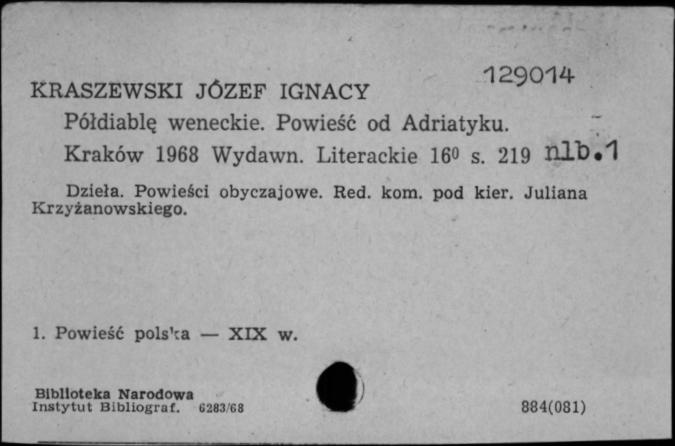 129014
KRASZEWSKI JÓZEF IGNACY
Półdiablę weneckie. Powieść od Adriatyku.
Kraków 1968 Wydawn. Literackie 16⁰ s. 219 nlb.1
Dzieła. Powieści obyczajowe. Red. kom. pod kier. Juliana
Krzyżanowskiego.
1. Powieść polska — XIX w.
Biblioteka Narodowa
Instytut Bibliograf. 6283/68
884(081)